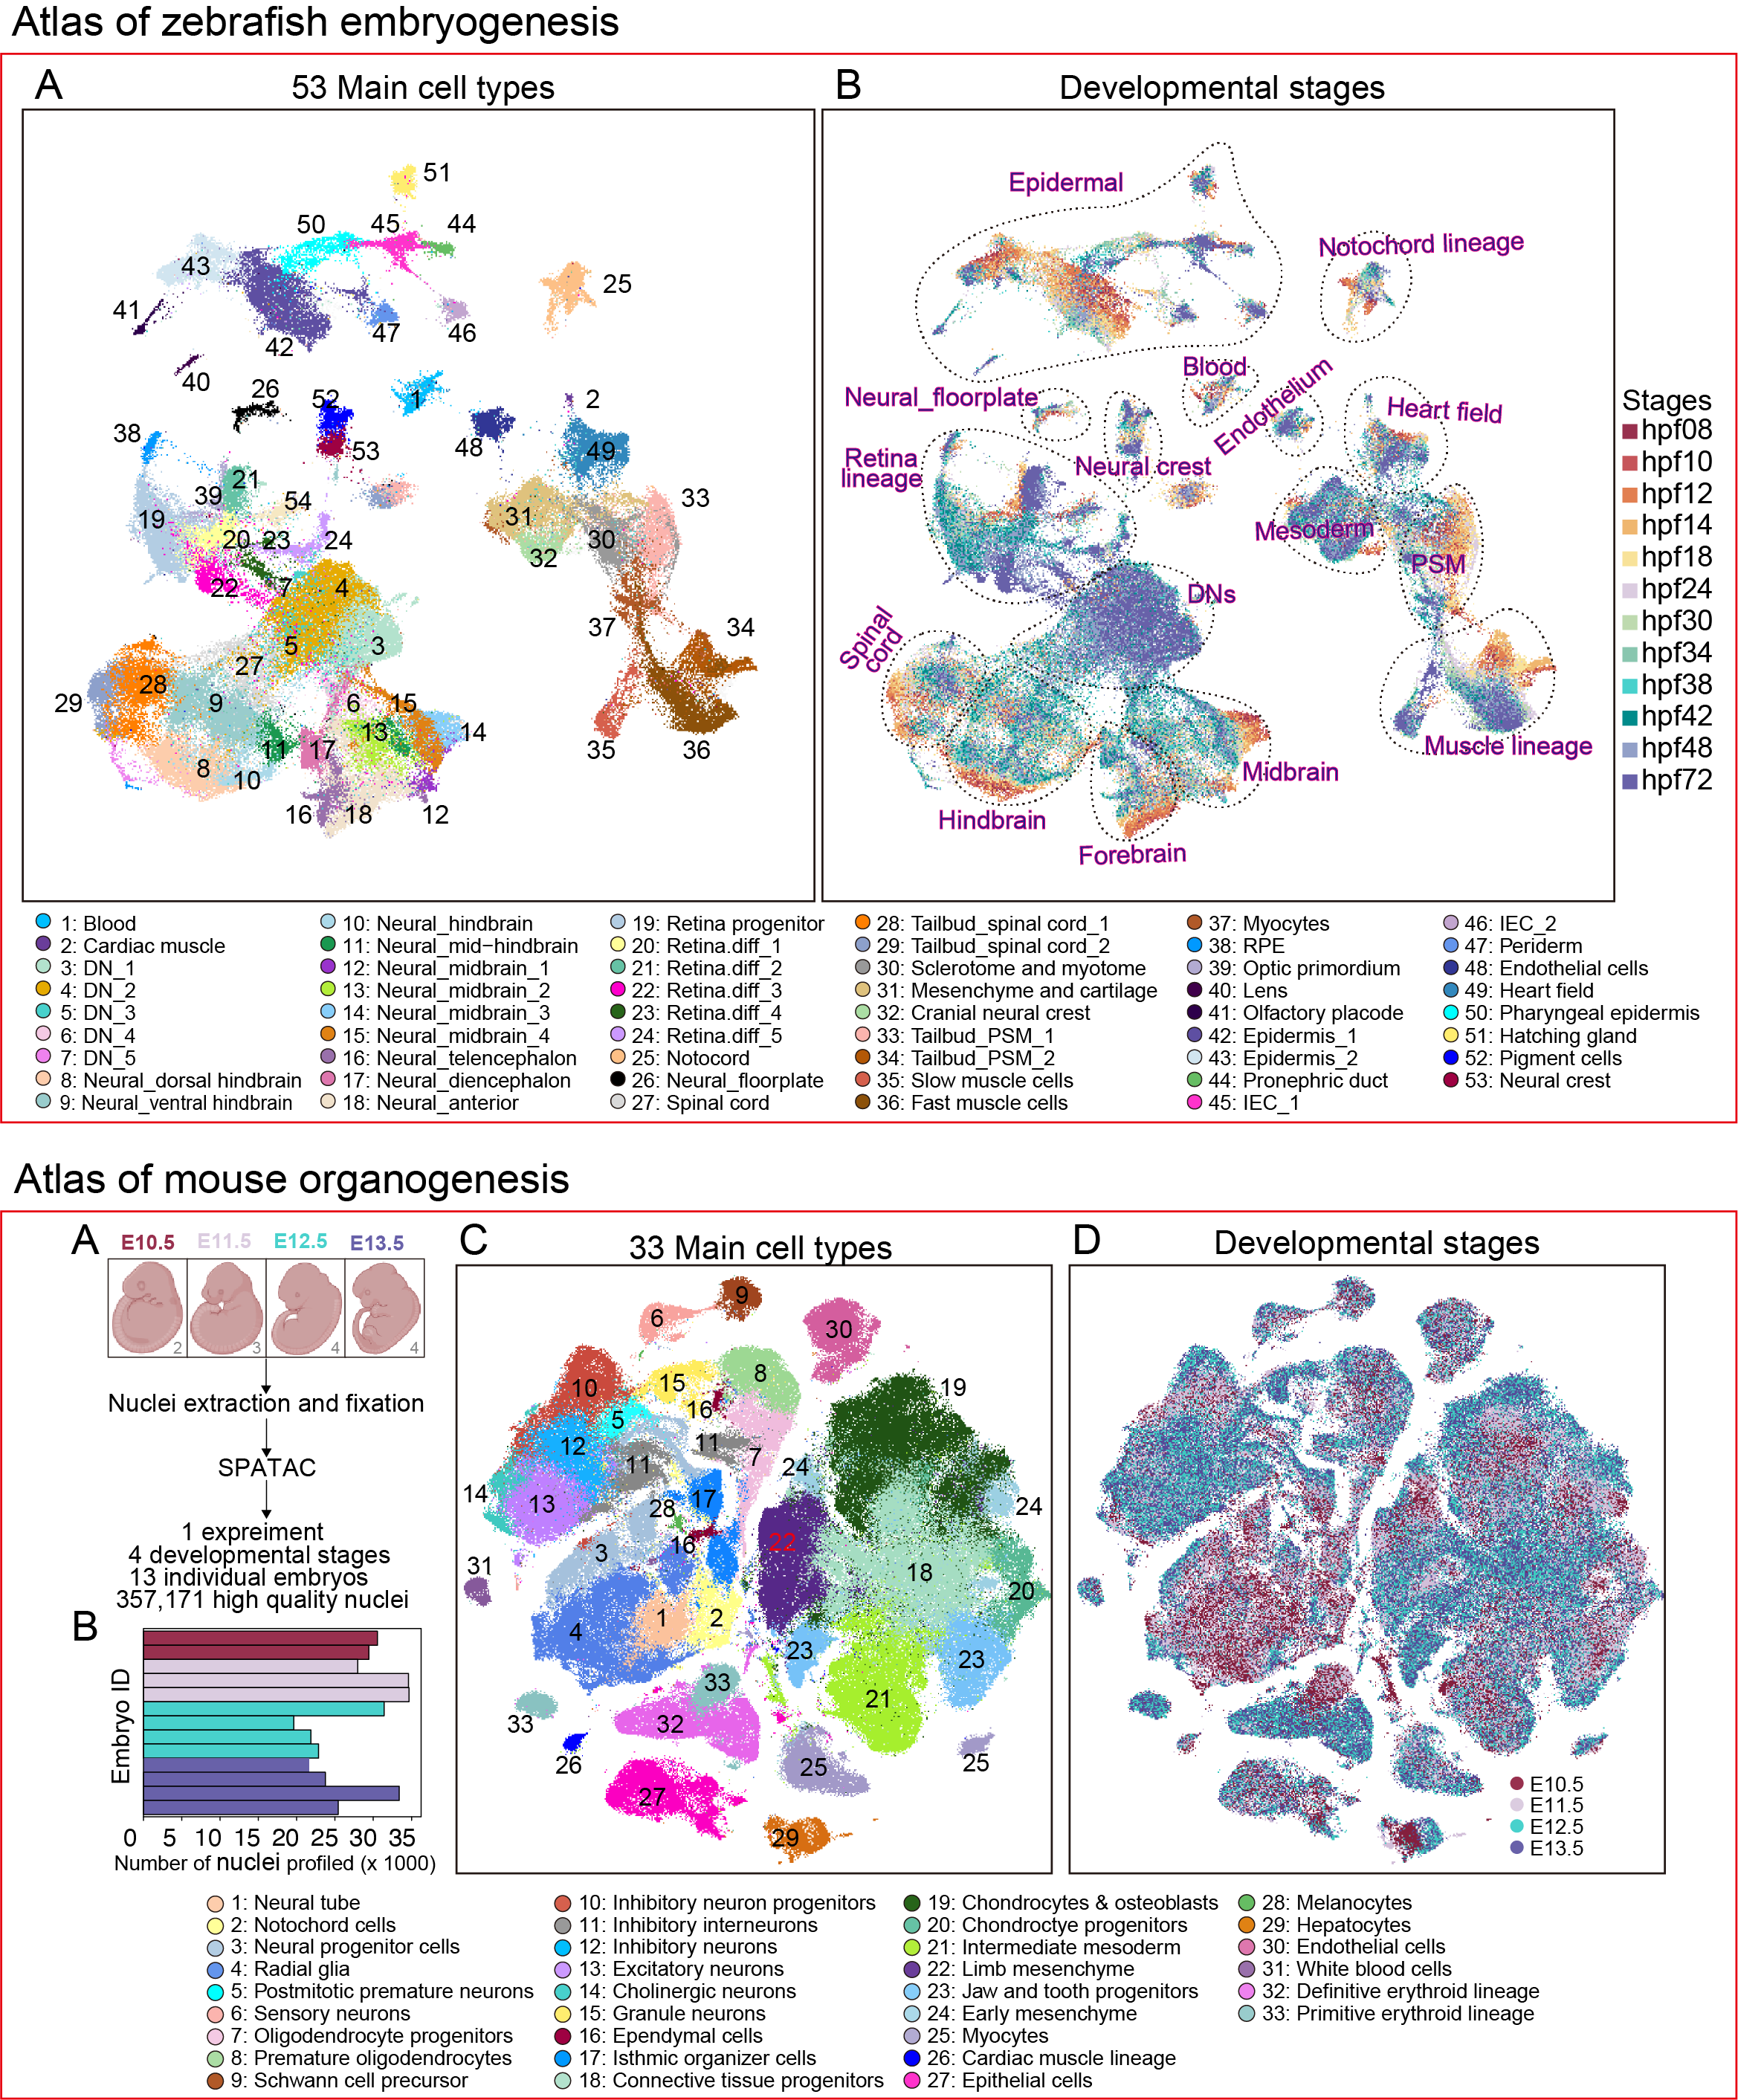 Atlas of zebrafish embryogenesis
A
53 Main cell types
51
50
45
44
43
25
41
42
47
46
40
26
52
1
2
38
53
48
49
21
39
54
33
19
31
20
23
24
30
32
22
7
4
37
34
5
3
27
28
29
9
6
15
13
14
11
17
35
36
8
10
16
18
12
B
Developmental stages
Epidermal
Notochord lineage
Blood
Endothelium
Neural_floorplate
Heart field
Retina
lineage
Neural crest
Mesoderm
PSM
DNs
Spinal
cord
Muscle lineage
Midbrain
Hindbrain
Forebrain
Stages
hpf08
hpf10
hpf12
hpf14
hpf18
hpf24
hpf30
hpf34
hpf38
hpf42
hpf48
hpf72
1: Blood
2: Cardiac muscle
3: DN_1
4: DN_2
5: DN_3
6: DN_4
7: DN_5
8: Neural_dorsal hindbrain
9: Neural_ventral hindbrain
10: Neural_hindbrain
11: Neural_mid−hindbrain
12: Neural_midbrain_1
13: Neural_midbrain_2
14: Neural_midbrain_3
15: Neural_midbrain_4
16: Neural_telencephalon
17: Neural_diencephalon
18: Neural_anterior
19: Retina progenitor
20: Retina.diff_1
21: Retina.diff_2
22: Retina.diff_3
23: Retina.diff_4
24: Retina.diff_5
25: Notocord
26: Neural_floorplate
27: Spinal cord
28: Tailbud_spinal cord_1
29: Tailbud_spinal cord_2
30: Sclerotome and myotome
31: Mesenchyme and cartilage
32: Cranial neural crest
33: Tailbud_PSM_1
34: Tailbud_PSM_2
35: Slow muscle cells
36: Fast muscle cells
37: Myocytes
38: RPE
39: Optic primordium
40: Lens
41: Olfactory placode
42: Epidermis_1
43: Epidermis_2
44: Pronephric duct
45: IEC_1
46: IEC_2
47: Periderm
48: Endothelial cells
49: Heart field
50: Pharyngeal epidermis
51: Hatching gland
52: Pigment cells
53: Neural crest
Atlas of mouse organogenesis
A
E10.5 E11.5 E12.5 E13.5
2 3 4 4
Nuclei extraction and fixation
SPATAC
1 expreiment
4 developmental stages
13 individual embryos
357,171 high quality nuclei
B
Embryo ID
0 5 10 15 20 25 30 35
Number of nuclei profiled (x 1000)
C
33 Main cell types
9
6
30
10
15
8
19
16
5
12
11
11
7
24
14
13
28
17
24
16
22
3
18
31
20
1
2
4
23
23
33
21
33
32
26
25
25
27
29
D
Developmental stages
E10.5
E11.5
E12.5
E13.5
1: Neural tube
2: Notochord cells
3: Neural progenitor cells
4: Radial glia
5: Postmitotic premature neurons
6: Sensory neurons
7: Oligodendrocyte progenitors
8: Premature oligodendrocytes
9: Schwann cell precursor
10: Inhibitory neuron progenitors
11: Inhibitory interneurons
12: Inhibitory neurons
13: Excitatory neurons
14: Cholinergic neurons
15: Granule neurons
16: Ependymal cells
17: Isthmic organizer cells
18: Connective tissue progenitors
19: Chondrocytes & osteoblasts
20: Chondroctye progenitors
21: Intermediate mesoderm
22: Limb mesenchyme
23: Jaw and tooth progenitors
24: Early mesenchyme
25: Myocytes
26: Cardiac muscle lineage
27: Epithelial cells
28: Melanocytes
29: Hepatocytes
30: Endothelial cells
31: White blood cells
32: Definitive erythroid lineage
33: Primitive erythroid lineage